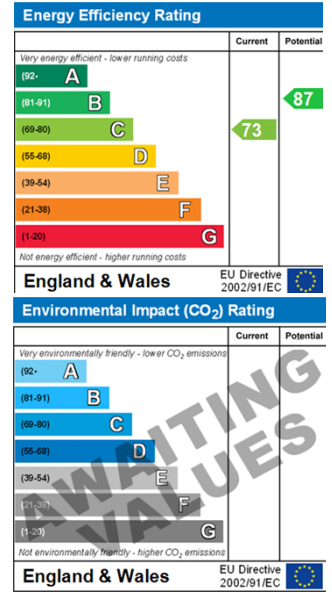 Energy Efficiency Rating
Current Potential
Very energy efficient - lower running costs
(92- A
(81-91) B
87
(69-80) C
73
(55-68) D
(39-54) E
(21-38) F
(1-20) G
Not energy efficient - higher running costs
England & Wales
EU Directive
2002/91/EC
Environmental Impact (CO2) Rating
Current Potential
Very environmentally friendly - lower CO2 emissions
(92- A
(81-91) B
(69-80) C
(55-68) D
(39-54) E
(21-38) F
(1-20) G
AWAITING
VALUES
Not environmentally friendly - higher CO2 emissions
England & Wales
EU Directive
2002/91/EC